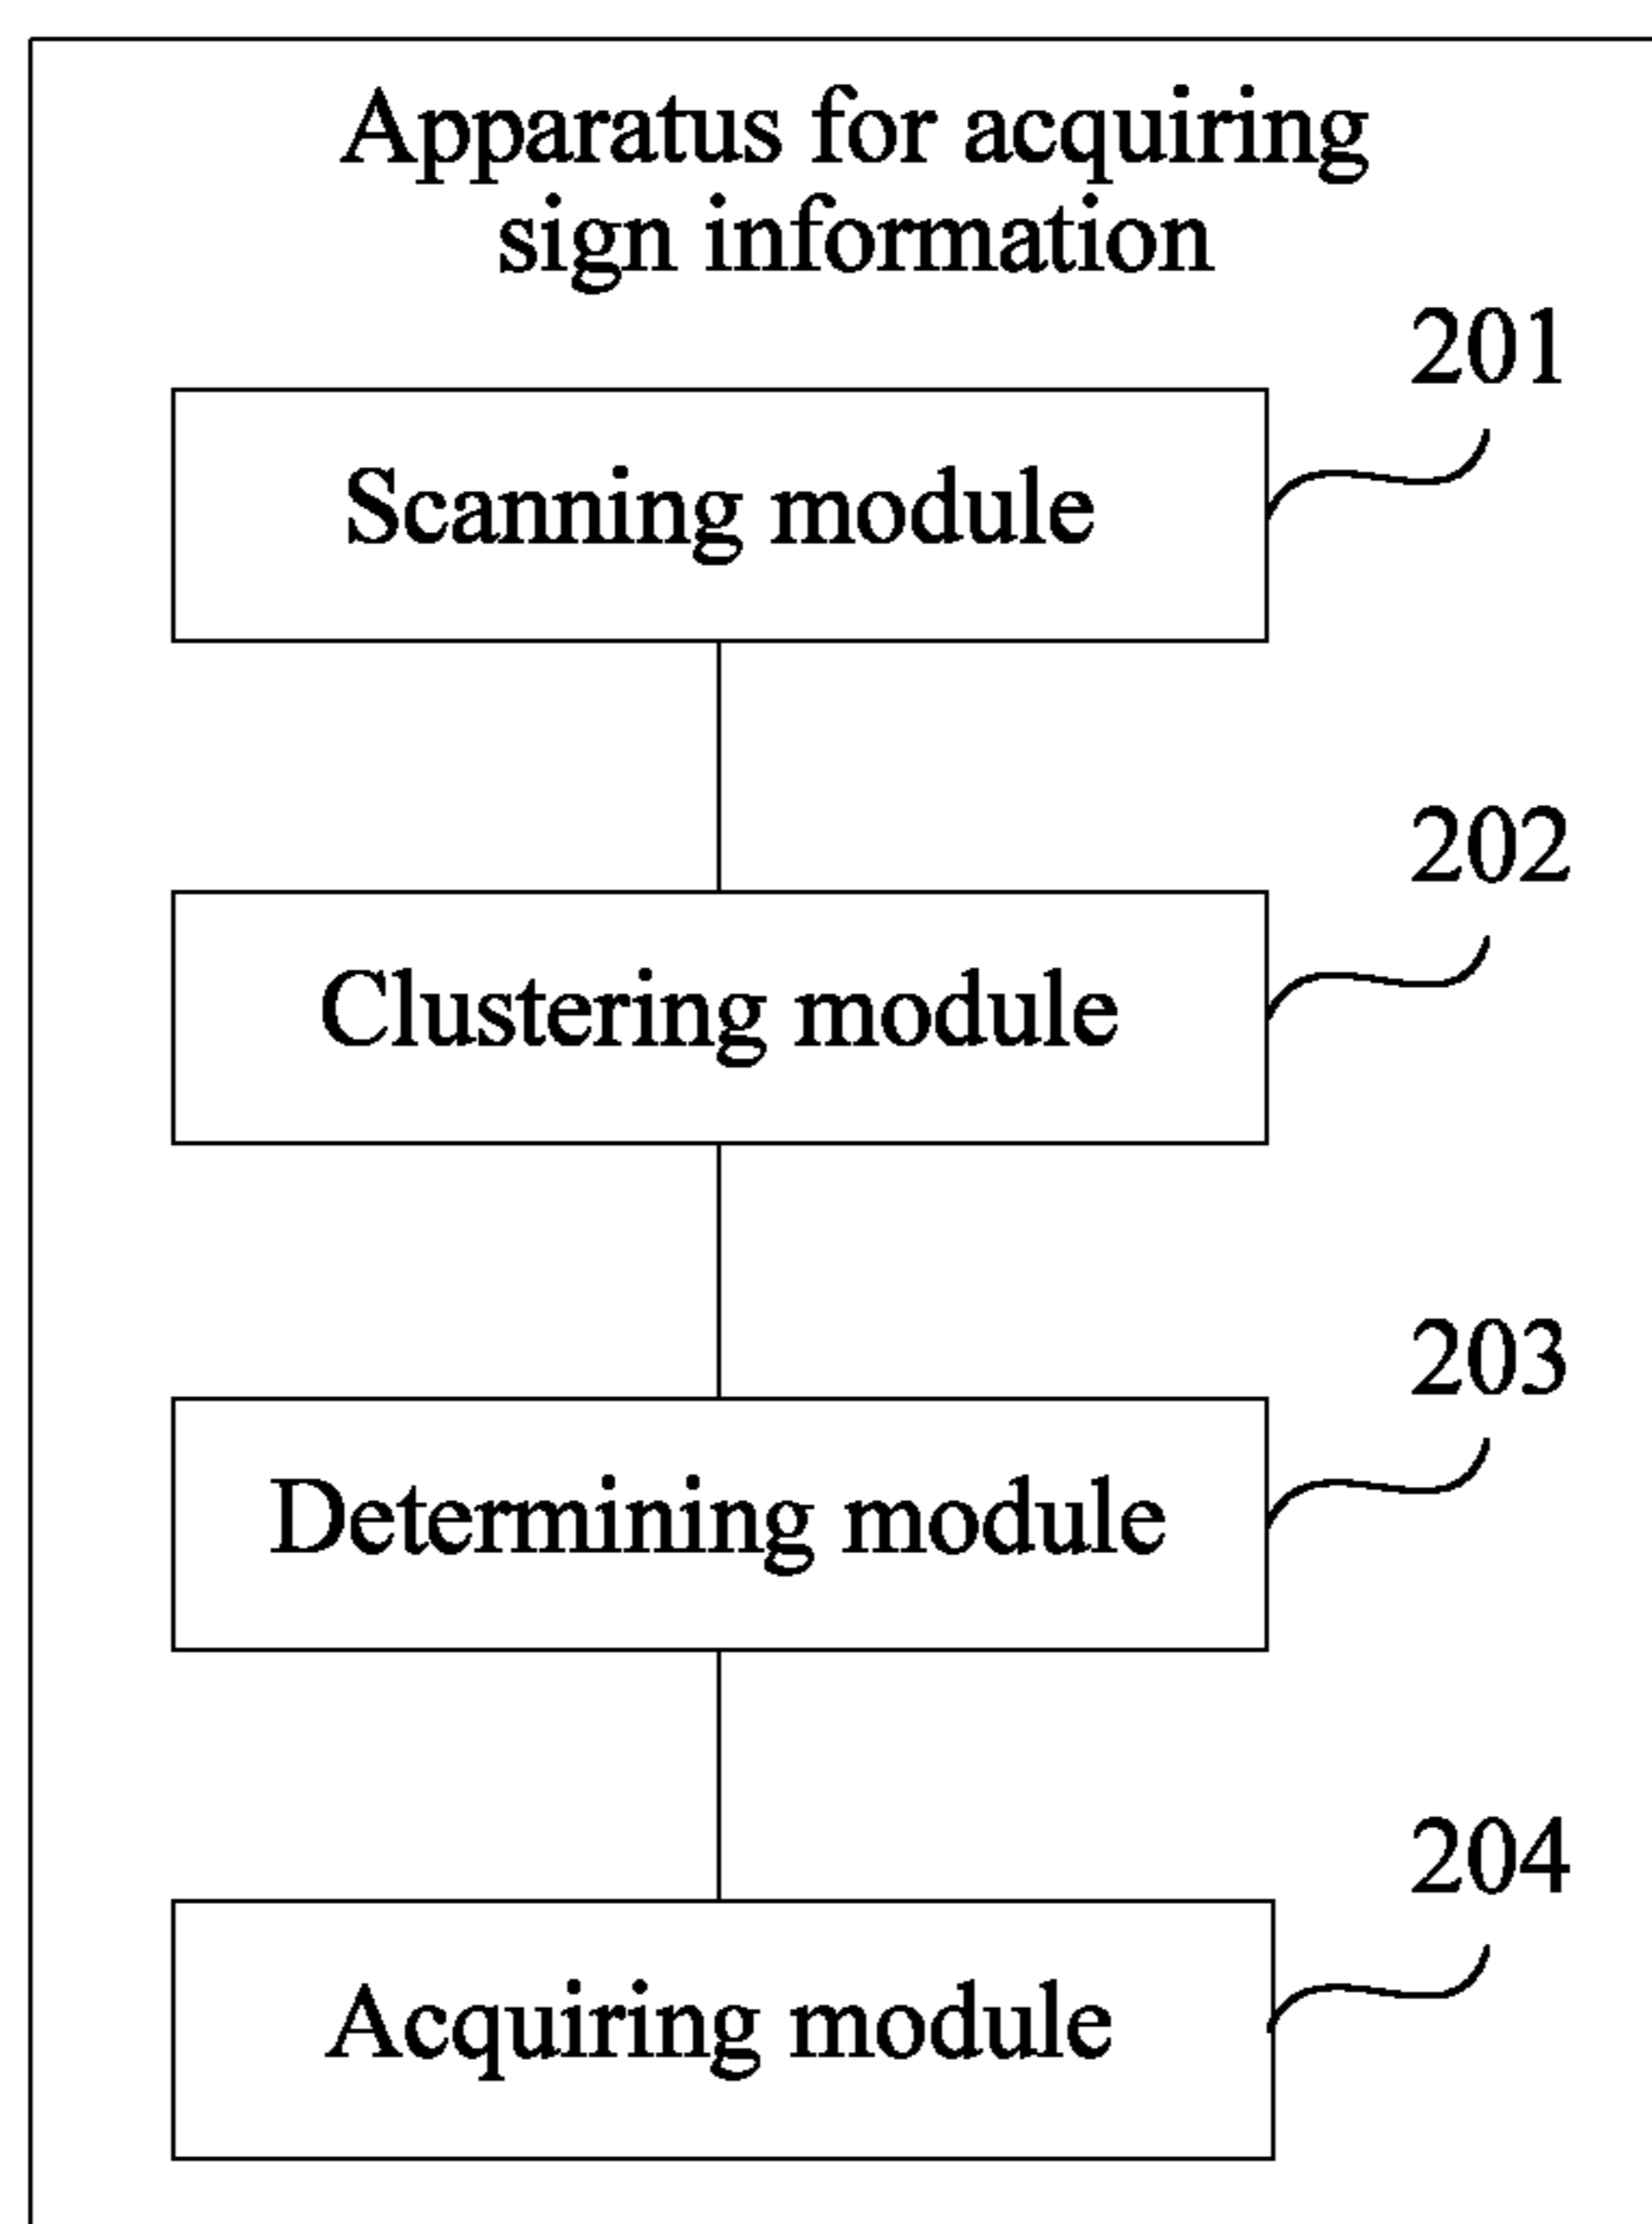 Apparatus for acquiring
sign information
201
Scanning module
202
Clustering module
203
Determining module
204
Acquiring module